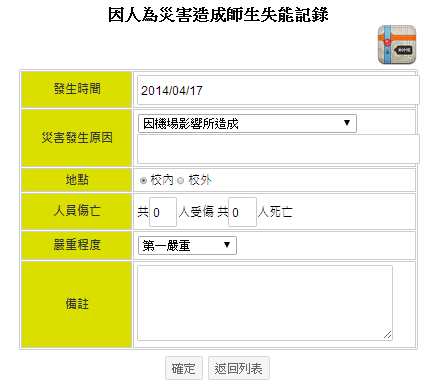 因人為災害造成師生失能記錄
發生時間 2014/04/17
災害發生原因 因機場影響所造成
地點 校內 校外
人員傷亡 共 0 人受傷 共 0 人死亡
嚴重程度 第一嚴重
備註
確定 返回列表